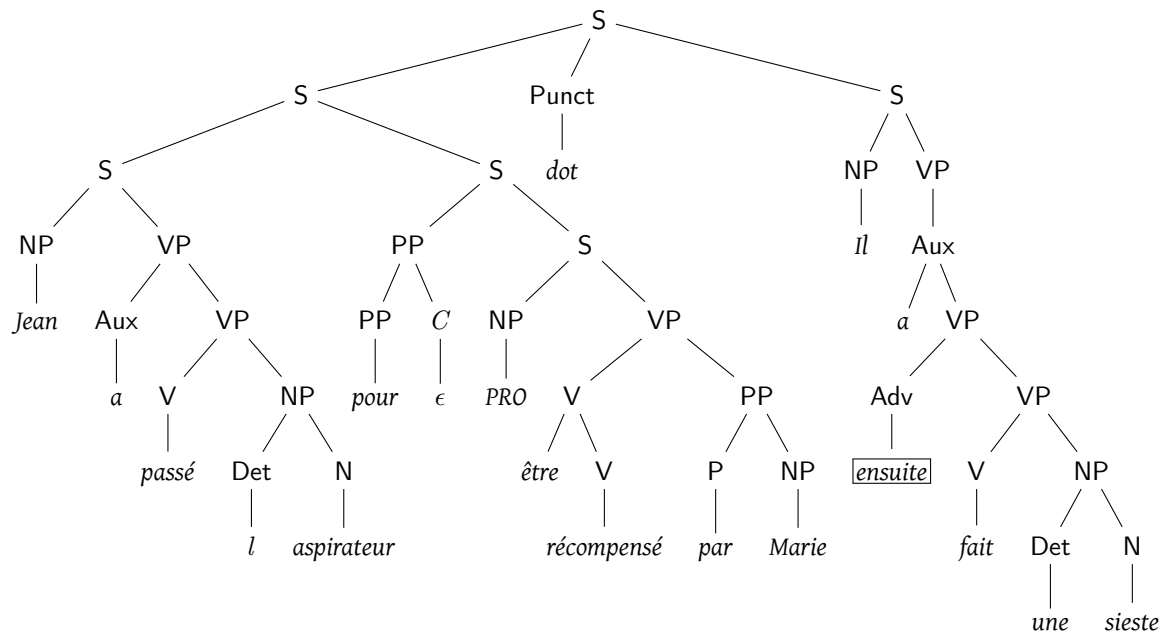 S
S Punct S
S S dot NP VP
NP VP PP S Il Aux
Jean Aux VP PP C NP VP a VP
a V NP pour ϵ PRO V PP Adv VP
passé Det N être V P NP ensuite V NP
l aspirateur récompensé par Marie fait Det N
une sieste